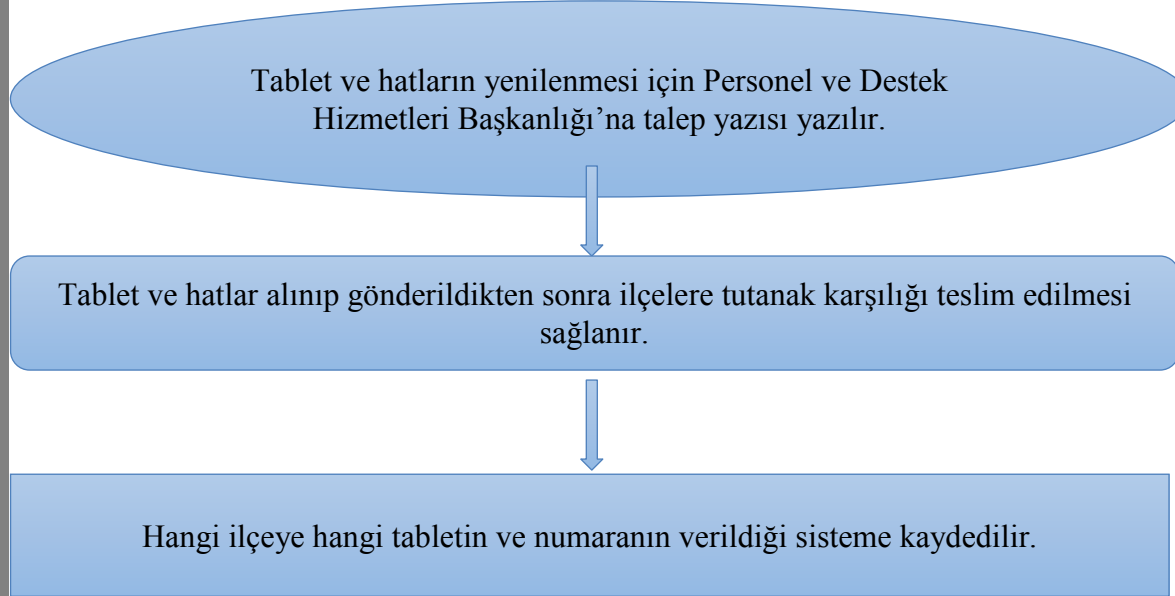 Tablet ve hatların yenilenmesi için Personel ve Destek
Hizmetleri Başkanlığı’na talep yazısı yazılır.
Tablet ve hatlar alınıp gönderildikten sonra ilçelere tutanak karşılığı teslim edilmesi
sağlanır.
Hangi ilçeye hangi tabletin ve numaranın verildiği sisteme kaydedilir.